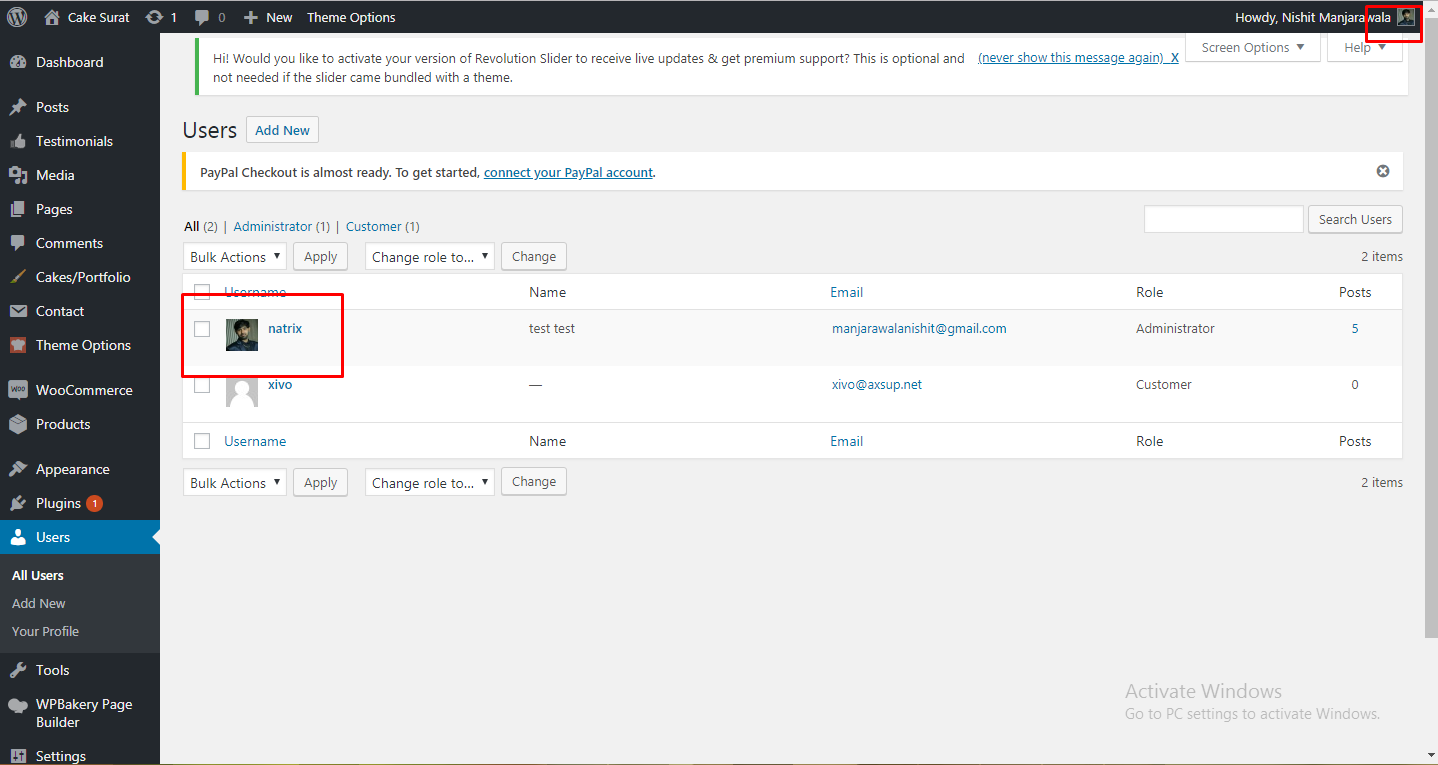 Cake Surat 1 0 New Theme Options Howdy, Nishit Manjarawala
Screen Options Help
Hi! Would you like to activate your version of Revolution Slider to receive live updates & get premium support? This is optional and (never show this message again) X
not needed if the slider came bundled with a theme.
Dashboard
Posts
Testimonials
Media
Pages
Comments
Cakes/Portfolio
Contact
Theme Options
WooCommerce
Products
Appearance
Plugins 1
Users
All Users
Add New
Your Profile
Tools
WPBakery Page
Builder
Settings
Users Add New
PayPal Checkout is almost ready. To get started, connect your PayPal account.
All (2) | Administrator (1) | Customer (1)
Search Users
Bulk Actions Apply Change role to... Change 2 items
Username Name Email Role Posts
natrix test test manjarawalanishit@gmail.com Administrator 5
xivo — xivo@axsup.net Customer 0
Username Name Email Role Posts
Bulk Actions Apply Change role to... Change 2 items
Activate Windows
Go to PC settings to activate Windows.